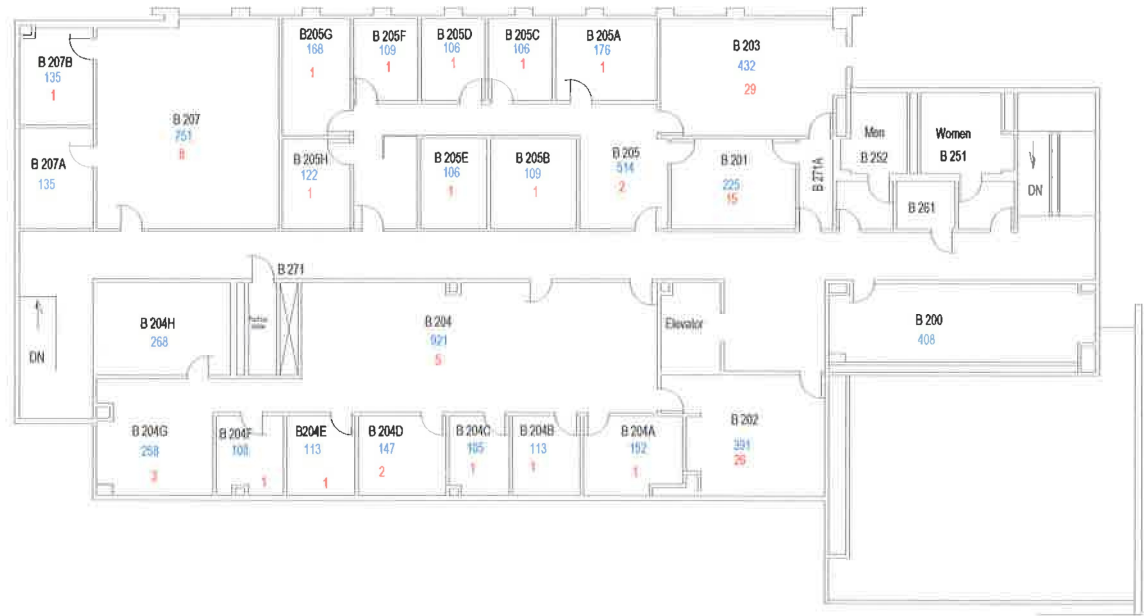 B 207B
135
1
B 207
751
8
B 207A
135
B205G
168
1
B 205F
109
1
B 205D
106
1
B 205C
106
1
B 205A
176
1
B 203
432
29
B 205H
122
1
B 205E
106
1
B 205B
109
1
B 205
514
2
B 201
225
15
B 271A
Men
B 252
Women
B 251
B 261
DN
B 271
DN
B 204H
268
B 204
921
5
Elevator
B 200
408
B 204G
268
3
B 204F
108
1
B204E
113
1
B 204D
147
2
B 204C
105
1
B 204B
113
1
B 204A
152
1
B 202
391
26